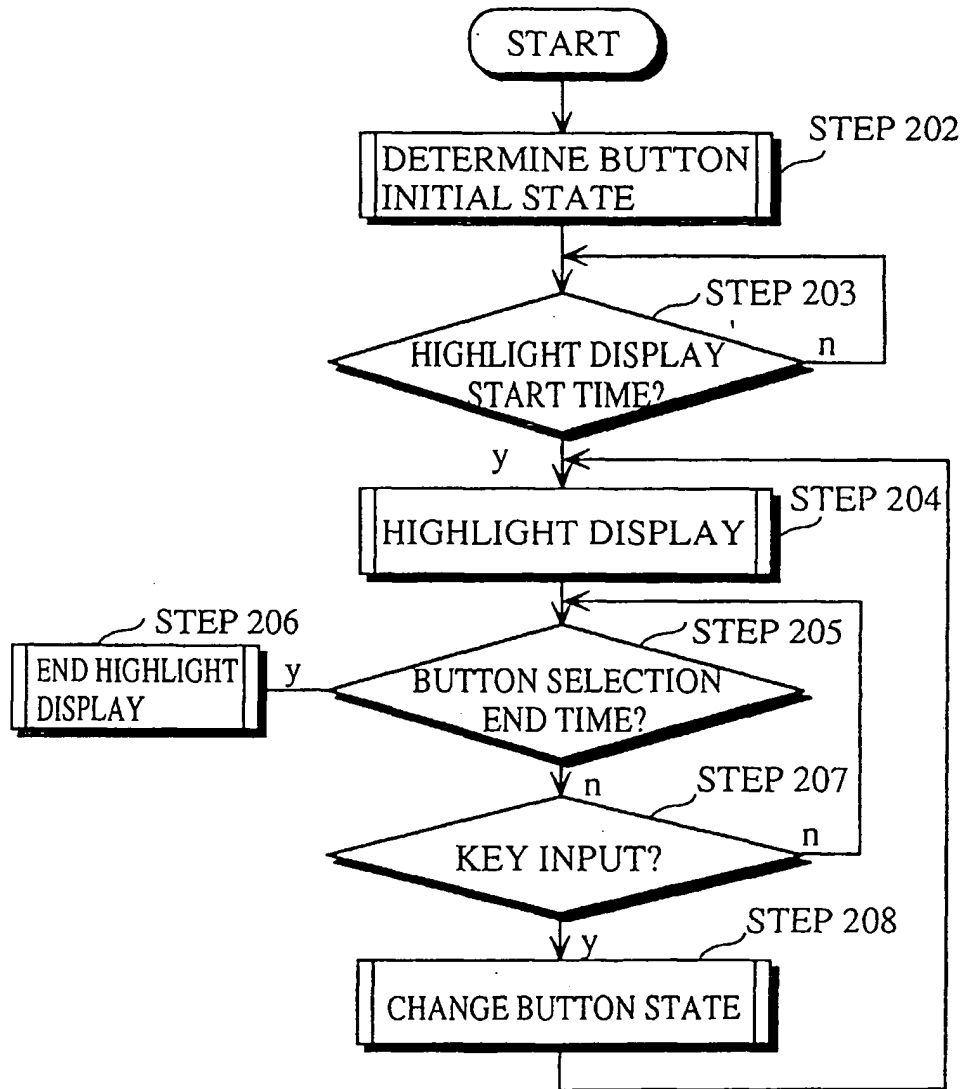 START
STEP 202
DETERMINE BUTTON
INITIAL STATE
STEP 203
HIGHLIGHT DISPLAY
START TIME?
n
y
STEP 204
HIGHLIGHT DISPLAY
STEP 206
END HIGHLIGHT
DISPLAY
y
STEP 205
BUTTON SELECTION
END TIME?
n
STEP 207
KEY INPUT?
n
y
STEP 208
CHANGE BUTTON STATE